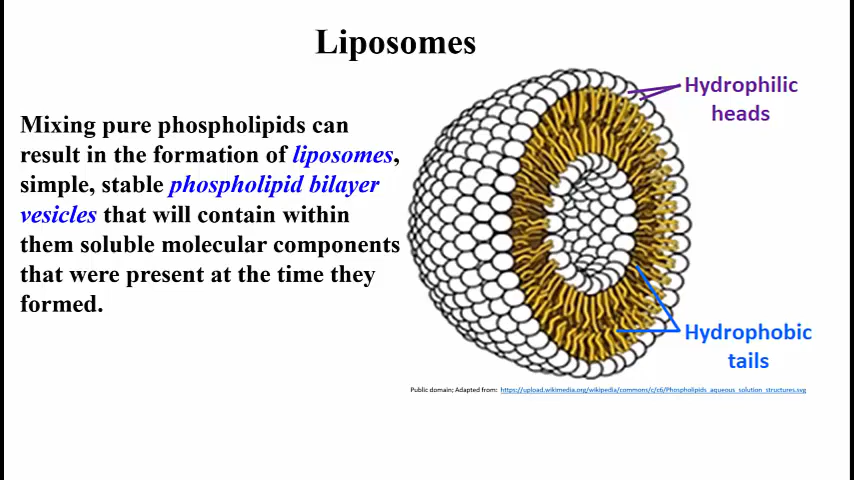 Liposomes
Mixing pure phospholipids can
result in the formation of liposomes,
simple, stable phospholipid bilayer
vesicles that will contain within
them soluble molecular components
that were present at the time they
formed.
Hydrophilic
heads
Hydrophobic
tails
Public domain; Adapted from: https://upload.wikimedia.org/wikipedia/commons/c/c6/Phospholipids_aqueous_solution_structures.svg